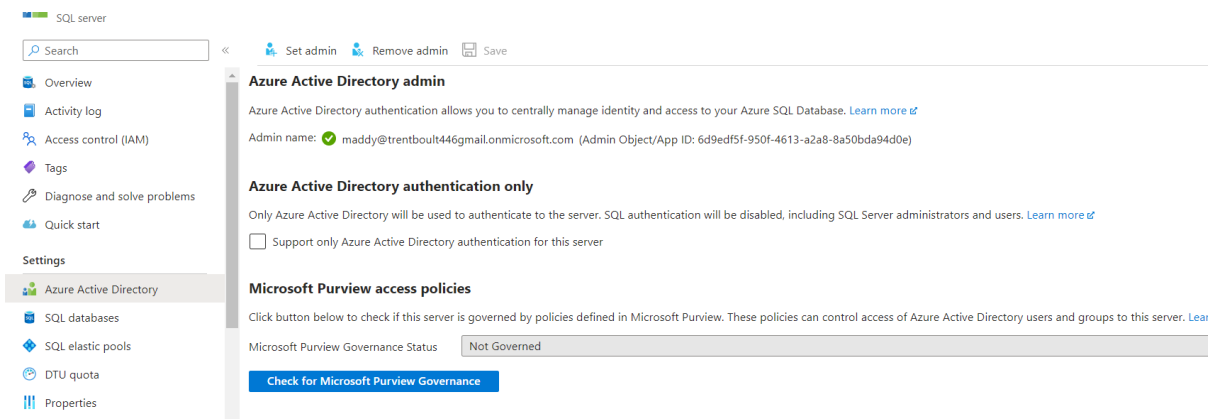 SQL server
Search
«
Set admin
Remove admin
Save
Overview
Activity log
Access control (IAM)
Tags
Diagnose and solve problems
Quick start
Settings
Azure Active Directory
SQL databases
SQL elastic pools
DTU quota
Properties
Azure Active Directory admin
Azure Active Directory authentication allows you to centrally manage identity and access to your Azure SQL Database. Learn more
Admin name: maddy@trentboult446gmail.onmicrosoft.com (Admin Object/App ID: 6d9edf5f-950f-4613-a2a8-8a50bda94d0e)
Azure Active Directory authentication only
Only Azure Active Directory will be used to authenticate to the server. SQL authentication will be disabled, including SQL Server administrators and users. Learn more
Support only Azure Active Directory authentication for this server
Microsoft Purview access policies
Click button below to check if this server is governed by policies defined in Microsoft Purview. These policies can control access of Azure Active Directory users and groups to this server. Lear
Microsoft Purview Governance Status
Not Governed
Check for Microsoft Purview Governance